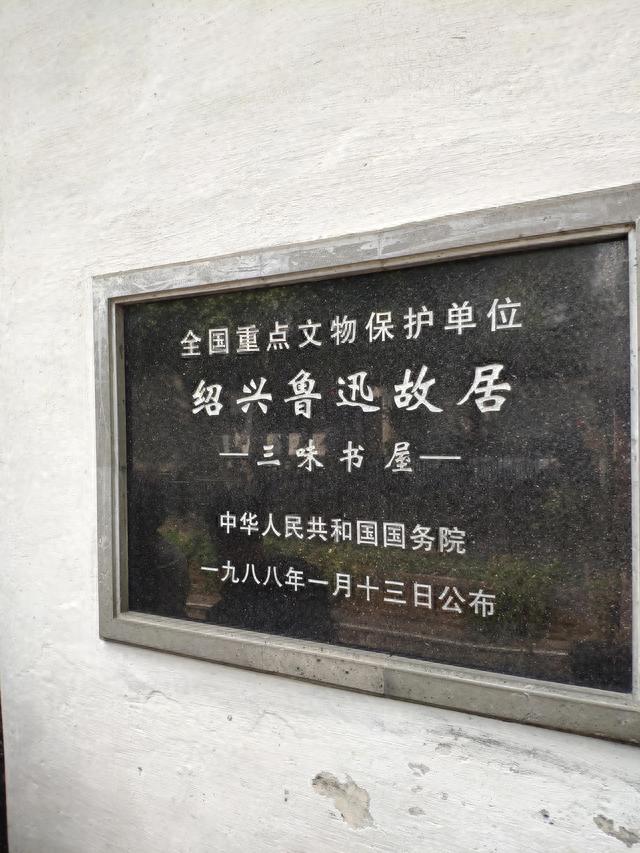 全国重点文物保护单位
绍兴鲁迅故居
—三味书屋—
中华人民共和国国务院
一九八八年一月十三日公布